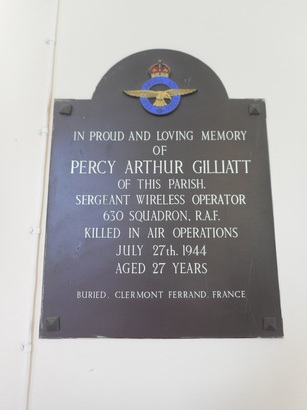 IN PROUD AND LOVING MEMORY
OF
PERCY ARTHUR GILLIATT
OF THIS PARISH.
SERGEANT WIRELESS OPERATOR
630 SQUADRON, R.A.F.
KILLED IN AIR OPERATIONS
JULY 27th. 1944
AGED 27 YEARS
BURIED. CLERMONT FERRAND. FRANCE